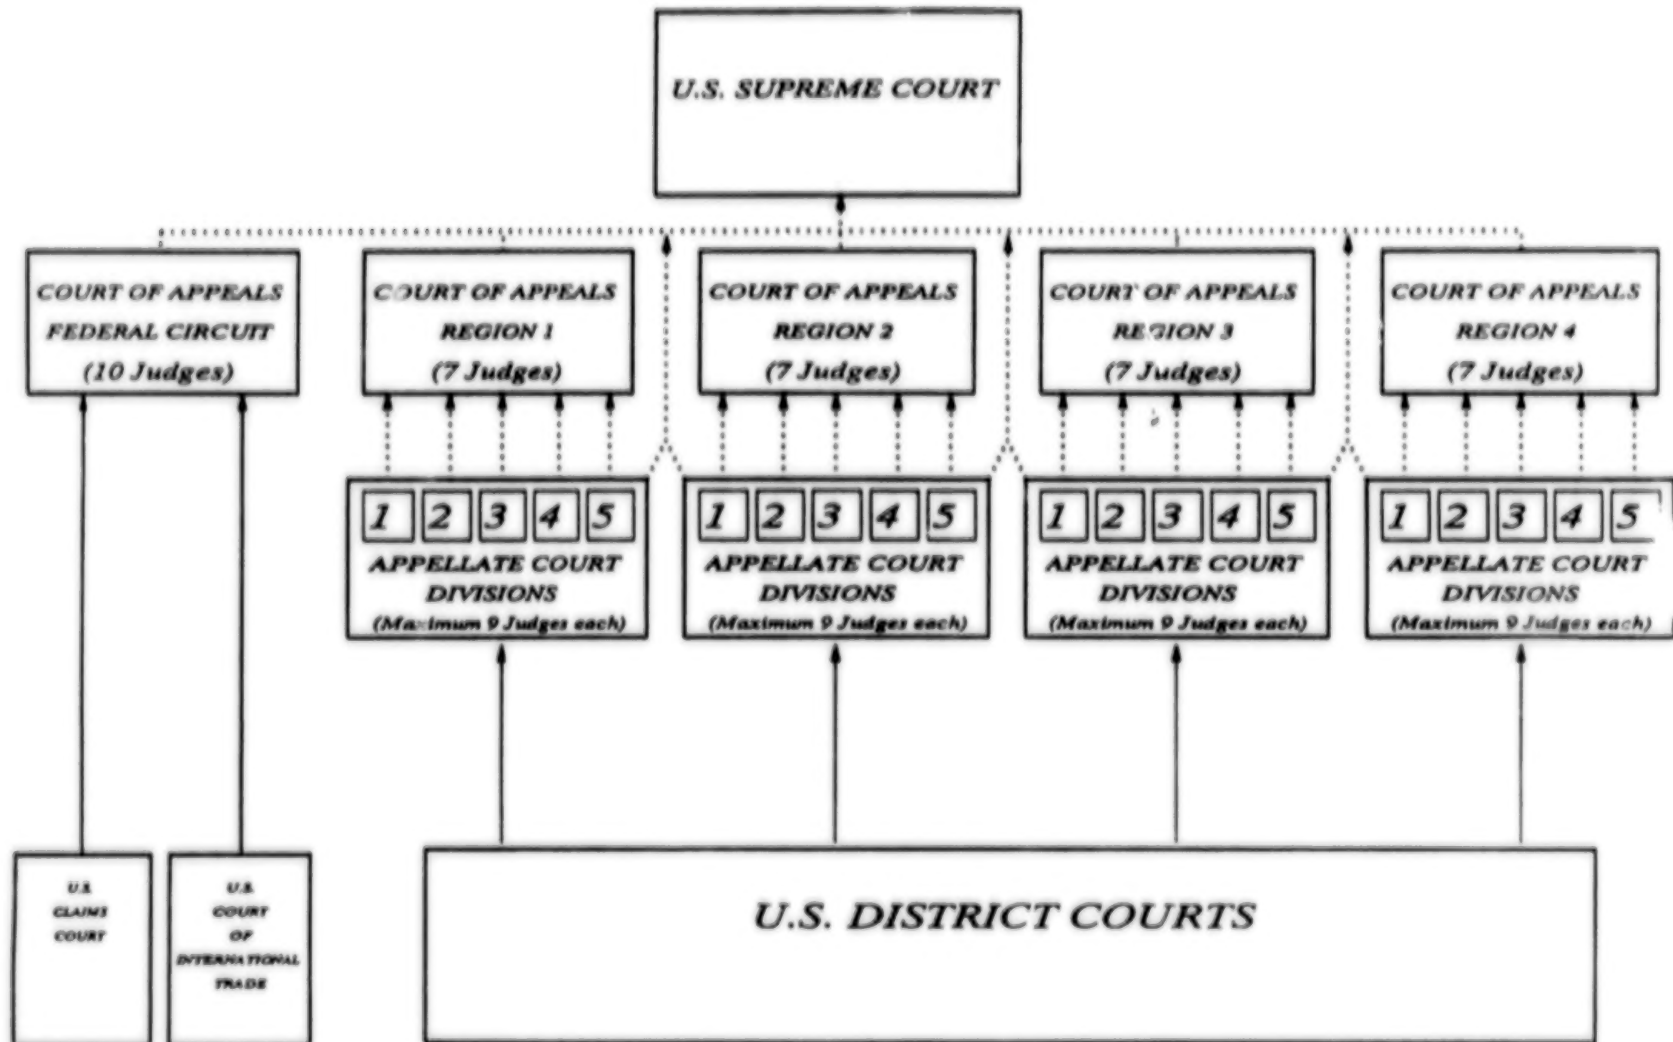 U.S. SUPREME COURT
COURT OF APPEALS
FEDERAL CIRCUIT
(10 Judges)
COURT OF APPEALS
REGION 1
(7 Judges)
COURT OF APPEALS
REGION 2
(7 Judges)
COURT OF APPEALS
REGION 3
(7 Judges)
COURT OF APPEALS
REGION 4
(7 Judges)
1 2 3 4 5
APPELLATE COURT
DIVISIONS
(Maximum 9 Judges each)
1 2 3 4 5
APPELLATE COURT
DIVISIONS
(Maximum 9 Judges each)
1 2 3 4 5
APPELLATE COURT
DIVISIONS
(Maximum 9 Judges each)
1 2 3 4 5
APPELLATE COURT
DIVISIONS
(Maximum 9 Judges each)
U.S.
CLAIMS
COURT
U.S.
COURT
OF
INTERNATIONAL
TRADE
U.S. DISTRICT COURTS